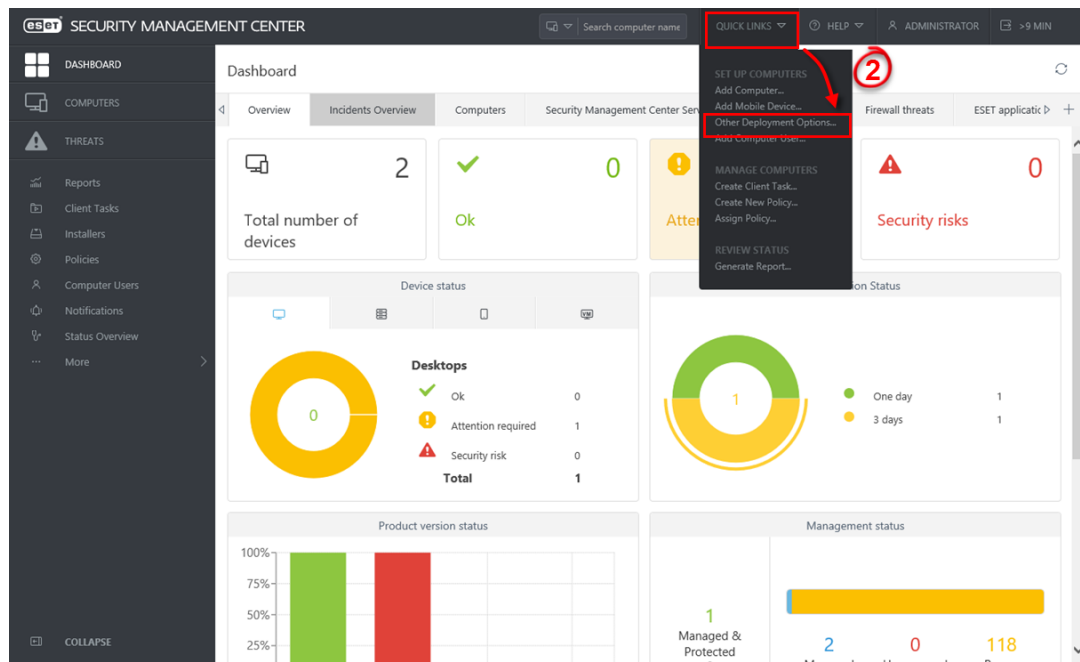 eset SECURITY MANAGEMENT CENTER
Search computer name
QUICK LINKS
HELP
ADMINISTRATOR
>9 MIN
DASHBOARD
COMPUTERS
THREATS
Reports
Client Tasks
Installers
Policies
Computer Users
Notifications
Status Overview
More
COLLAPSE
Dashboard
2
SET UP COMPUTERS
Add Computer...
Add Mobile Device...
Other Deployment Options...
Add Computer User...
MANAGE COMPUTERS
Create Client Task...
Create New Policy...
Assign Policy...
REVIEW STATUS
Generate Report...
Overview
Incidents Overview
Computers
Security Management Center Ser
Firewall threats
ESET applicatic
2
Total number of
devices
0
Ok
Atte
0
Security risks
Device status
VM
0
Desktops
Ok 0
Attention required 1
Security risk 0
Total 1
on Status
1
One day 1
3 days 1
Product version status
100%
75%
50%
25%
Management status
1
Managed &
Protected
2
0
118